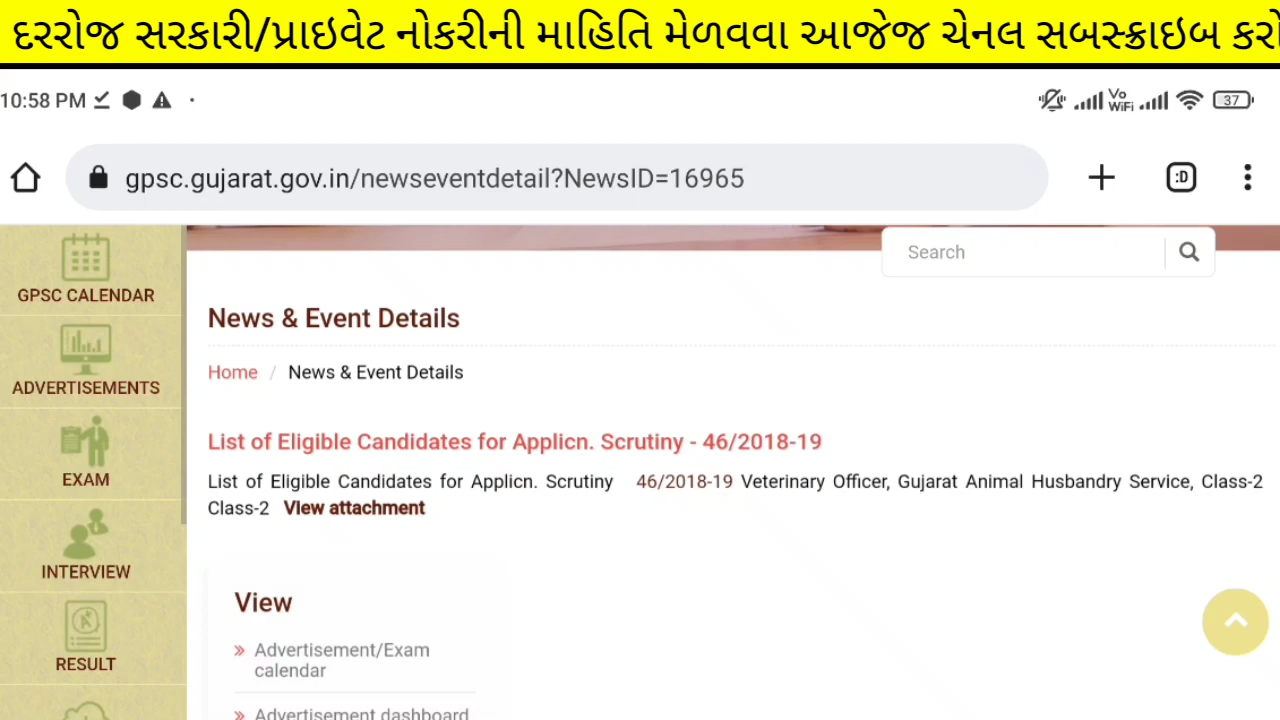 દરરોજ સરકારી/પ્રાઇવેટ નોકરીની માહિતિ મેળવવા આજેજ ચેનલ સબસ્ક્રાઇબ કરો
10:58 PM
Vo
WiFi
37
gpsc.gujarat.gov.in/newseventdetail?NewsID=16965
:D
Search
GPSC CALENDAR
ADVERTISEMENTS
EXAM
INTERVIEW
RESULT
News & Event Details
Home / News & Event Details
List of Eligible Candidates for Applicn. Scrutiny - 46/2018-19
List of Eligible Candidates for Applicn. Scrutiny 46/2018-19 Veterinary Officer, Gujarat Animal Husbandry Service, Class-2
Class-2 View attachment
View
» Advertisement/Exam
calendar
» Advertisement dashboard